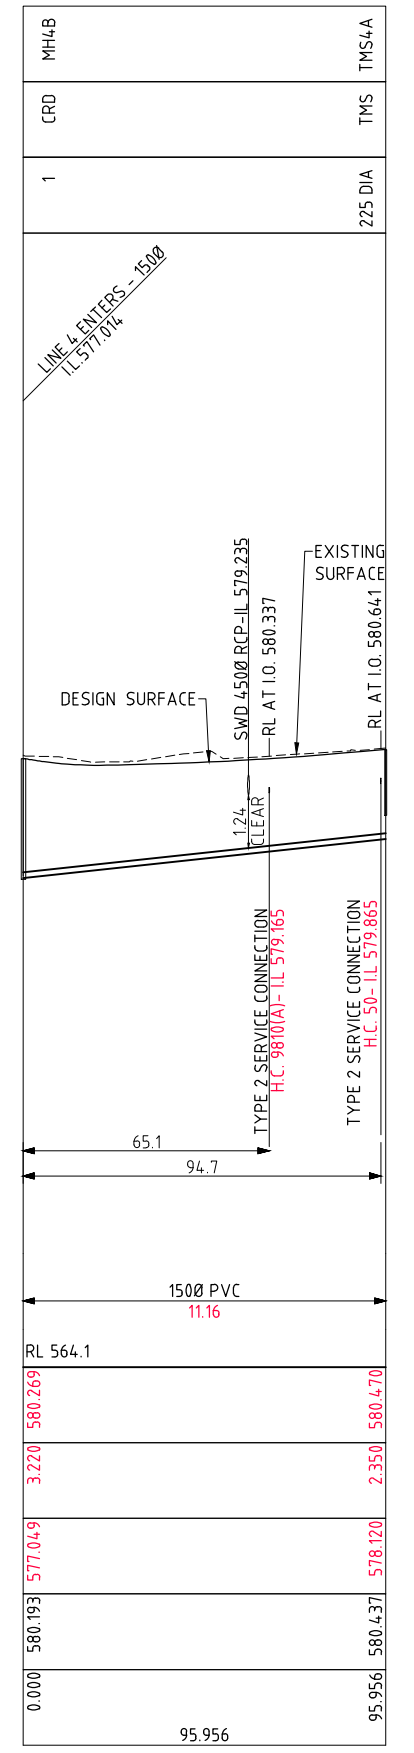 MH4B
TMS4A
CRD
TMS
1
225 DIA
LINE 4 ENTERS - 150Ø
I.L.577.014
SWD 450Ø RCP-IL 579.235
RL AT I.O. 580.337
EXISTING
SURFACE
RL AT I.O. 580.641
DESIGN SURFACE
1.24
CLEAR
TYPE 2 SERVICE CONNECTION
H.C. 9810(A)- I.L 579.165
TYPE 2 SERVICE CONNECTION
H.C. 50- I.L 579.865
65.1
94.7
150Ø PVC
11.16
RL 564.1
580.269
580.470
3.220
2.350
577.049
578.120
580.193
580.437
0.000
95.956
95.956